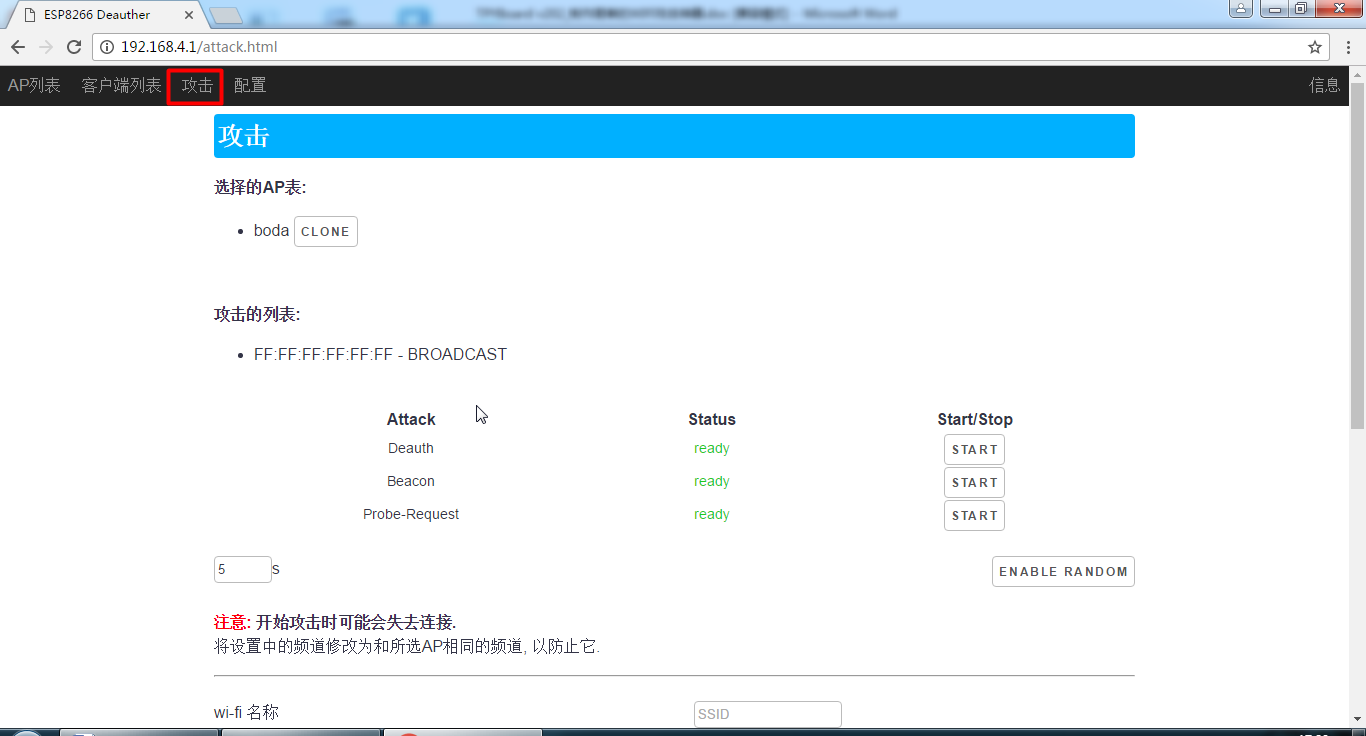 ESP8266 Deauther
192.168.4.1/attack.html
AP列表 客户端列表 攻击 配置 信息
攻击
选择的AP表:
boda CLONE
攻击的列表:
FF:FF:FF:FF:FF:FF - BROADCAST
Attack Status Start/Stop
Deauth ready START
Beacon ready START
Probe-Request ready START
5 s ENABLE RANDOM
注意: 开始攻击时可能会失去连接.
将设置中的频道修改为和所选AP相同的频道, 以防止它.
wi-fi 名称 SSID